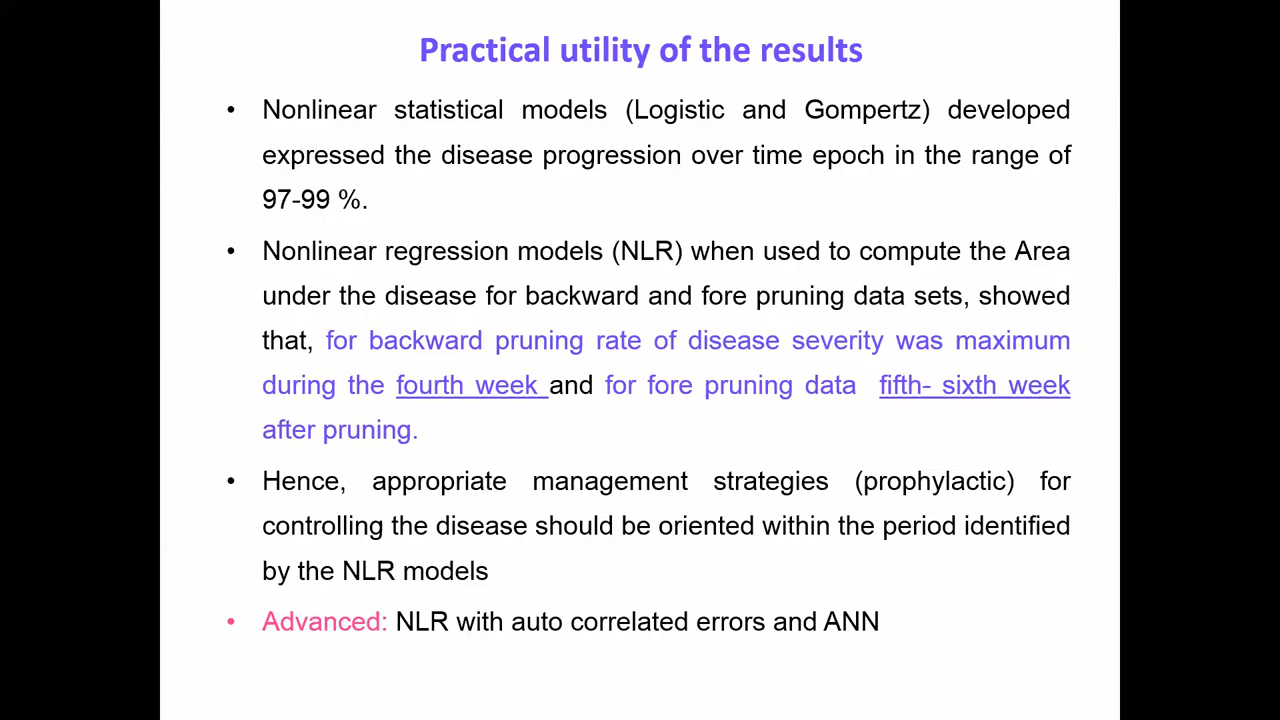 Practical utility of the results
• Nonlinear statistical models (Logistic and Gompertz) developed
expressed the disease progression over time epoch in the range of
97-99 %.
• Nonlinear regression models (NLR) when used to compute the Area
under the disease for backward and fore pruning data sets, showed
that, for backward pruning rate of disease severity was maximum
during the fourth week and for fore pruning data fifth- sixth week
after pruning.
• Hence, appropriate management strategies (prophylactic) for
controlling the disease should be oriented within the period identified
by the NLR models
• Advanced: NLR with auto correlated errors and ANN